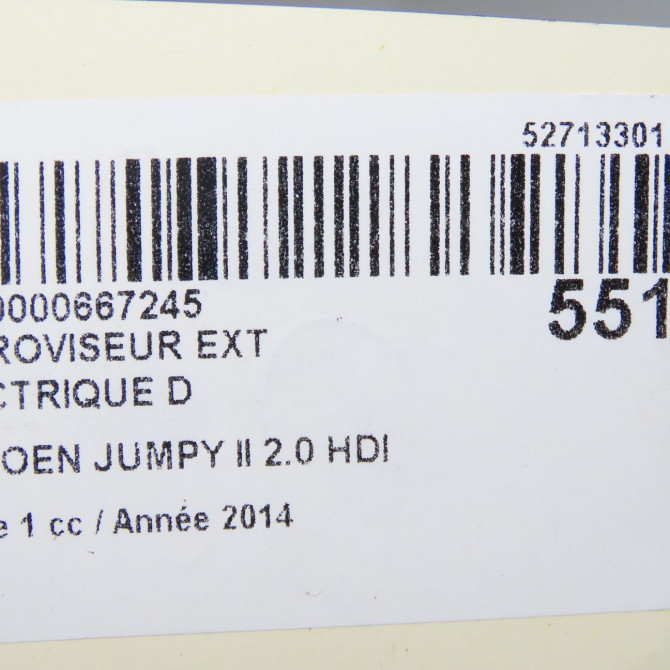 52713301
0000667245
551
ROVISEUR EXT
CTRIQUE D
OEN JUMPY II 2.0 HDI
e 1 cc / Année 2014